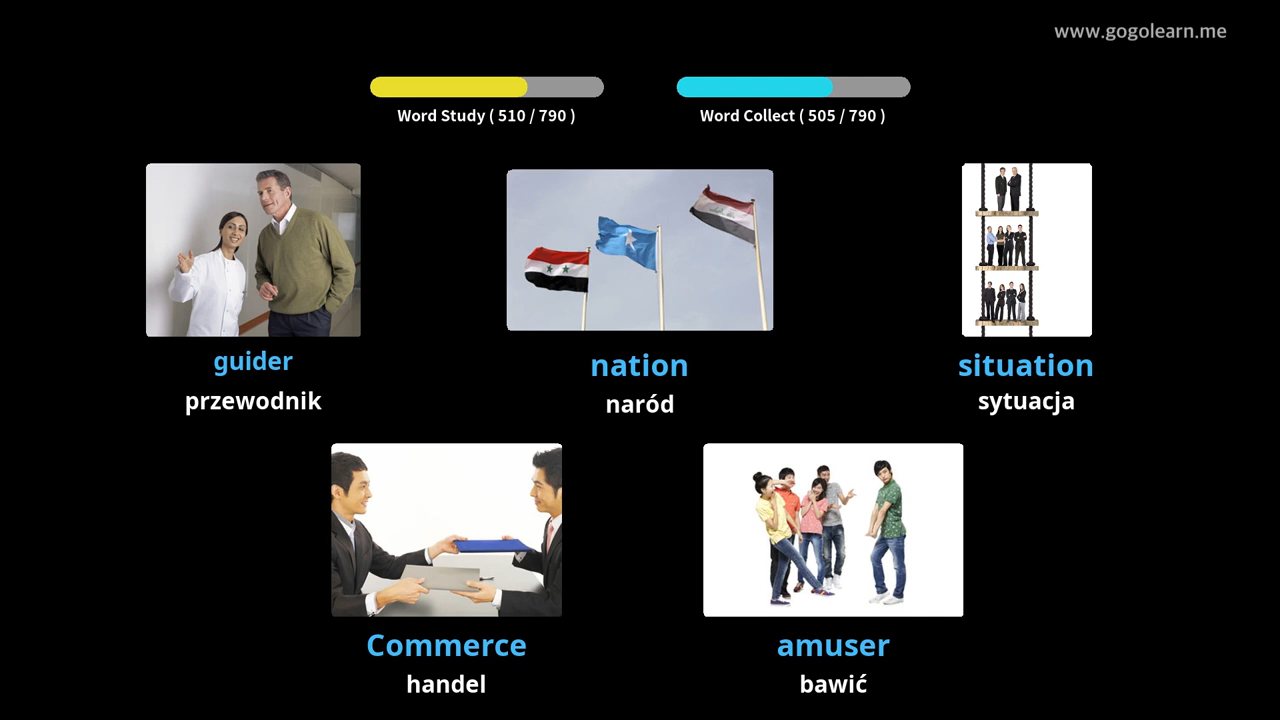 www.gogolearn.me
Word Study ( 510 / 790 )
Word Collect ( 505 / 790 )
guider
przewodnik
nation
naród
situation
sytuacja
Commerce
handel
amuser
bawić